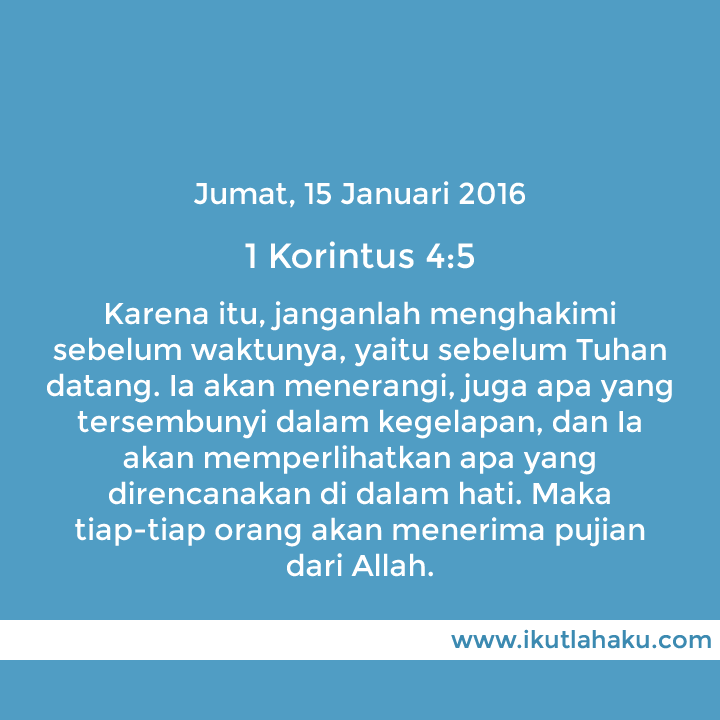 Jumat, 15 Januari 2016
1 Korintus 4:5
Karena itu, janganlah menghakimi
sebelum waktunya, yaitu sebelum Tuhan
datang. Ia akan menerangi, juga apa yang
tersembunyi dalam kegelapan, dan Ia
akan memperlihatkan apa yang
direncanakan di dalam hati. Maka
tiap-tiap orang akan menerima pujian
dari Allah.
www.ikutlahaku.com